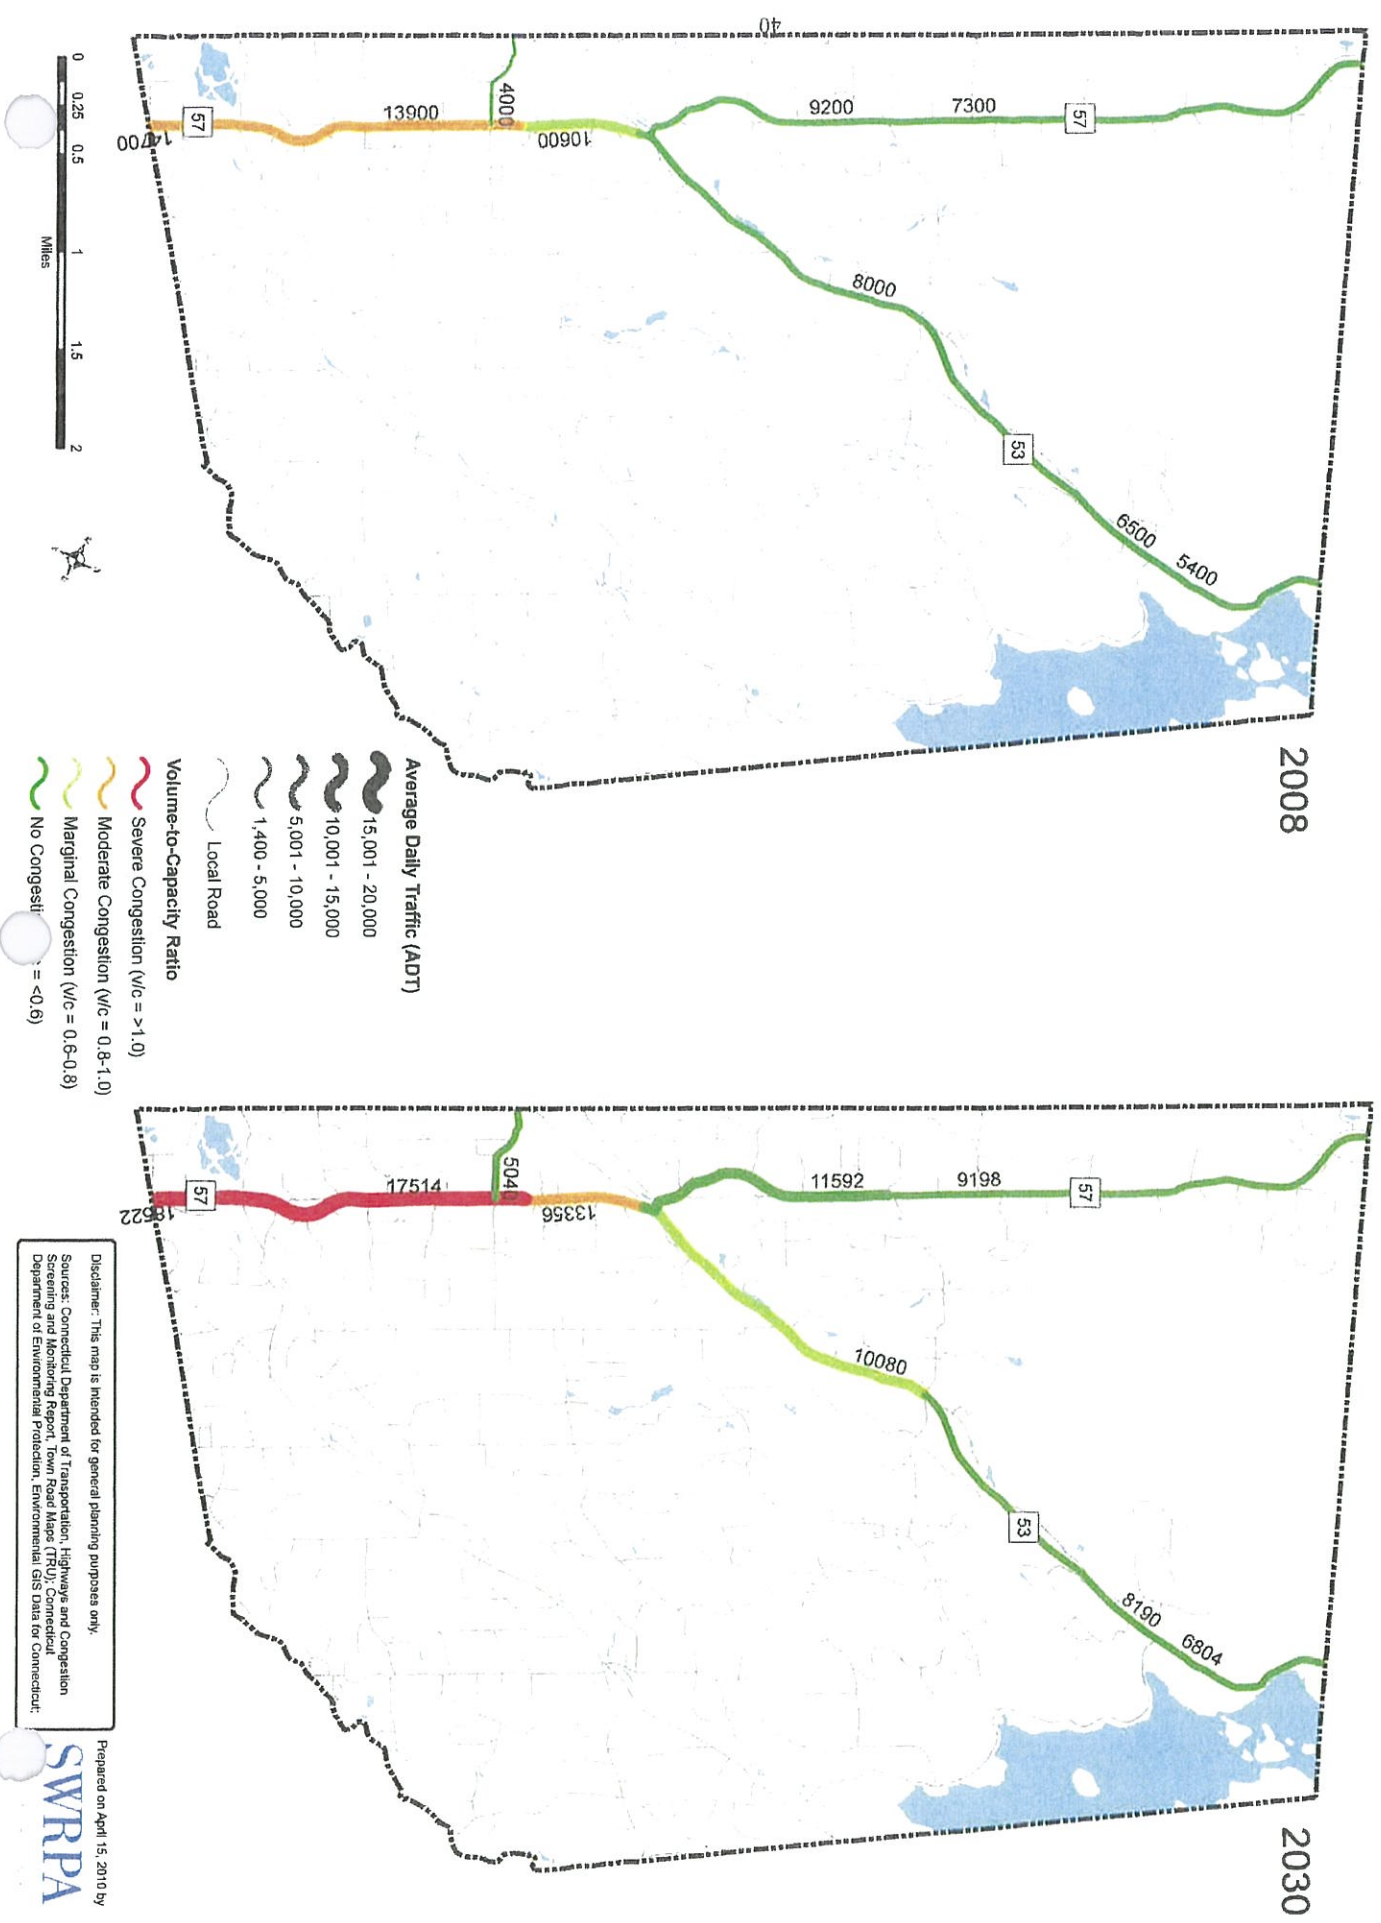 40
2008
57
7300
9200
4000
10600
13900
57
14700
8000
53
6500
5400
0 0.25 0.5 1 1.5 2
Miles
Average Daily Traffic (ADT)
15,001 - 20,000
10,001 - 15,000
5,001 - 10,000
1,400 - 5,000
Local Road
Volume-to-Capacity Ratio
Severe Congestion (v/c = >1.0)
Moderate Congestion (v/c = 0.8-1.0)
Marginal Congestion (v/c = 0.6-0.8)
No Congesti = <0.6)
2030
57
9198
11592
5040
13356
17514
57
18522
10080
53
8190
6804
Disclaimer: This map is intended for general planning purposes only.
Sources: Connecticut Department of Transportation, Highways and Congestion
Screening and Monitoring Report, Town Road Maps (TRU); Connecticut
Department of Environmental Protection, Environmental GIS Data for Connecticut;
Prepared on April 15, 2010 by
SWRPA